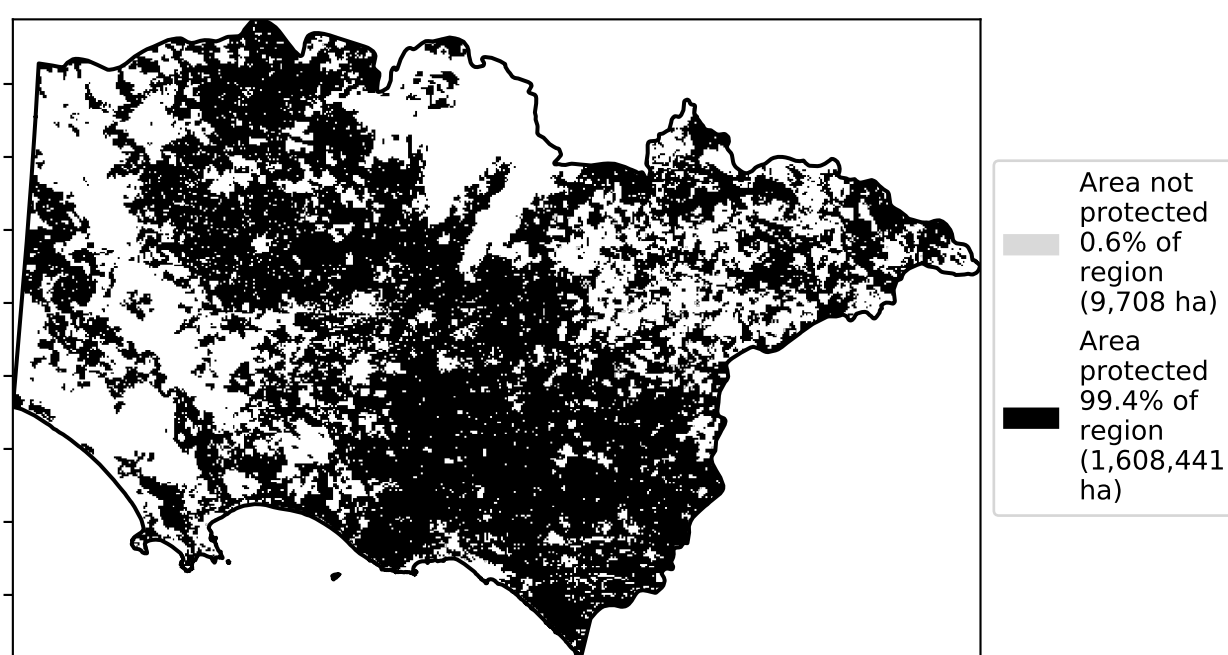 Area not
protected
0.6% of
region
(9,708 ha)
Area
protected
99.4% of
region
(1,608,441
ha)